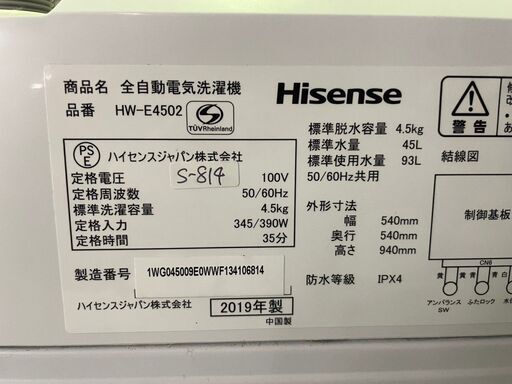 商品名 全自動電気洗濯機
品番 HW-E4502
TÜVRheinland
Hisense
PS
E
ハイセンスジャパン株式会社
定格電圧 100V
S-814
定格周波数 50/60Hz
標準洗濯容量 4.5kg
定格入力 345/390W
定格時間 35分
製造番号 1WG045009E0WWF134106814
ハイセンスジャパン株式会社 2019年製
中国製
標準脱水容量 4.5kg
標準水量 45L
標準使用水量 93L
50/60Hz共用
外形寸法
幅 540mm
奥行 540mm
高さ 940mm
防水等級 IPX4
警告
結線図
制御基板
CN6
黄 黄 青 青 白
アンバランス ふたロック
SW